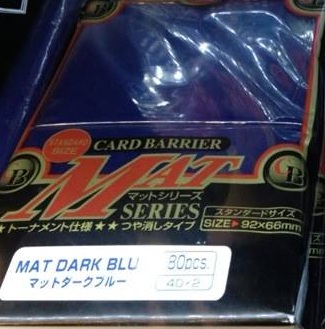 STANDARD SIZE
CARD BARRIER
MAT
マットシリーズ
SERIES
スタンダードサイズ
★トーナメント仕様★★つや消しタイプ
SIZE▶92×66mm
MAT DARK BLU
80pcs.
マットダークブルー
40×2